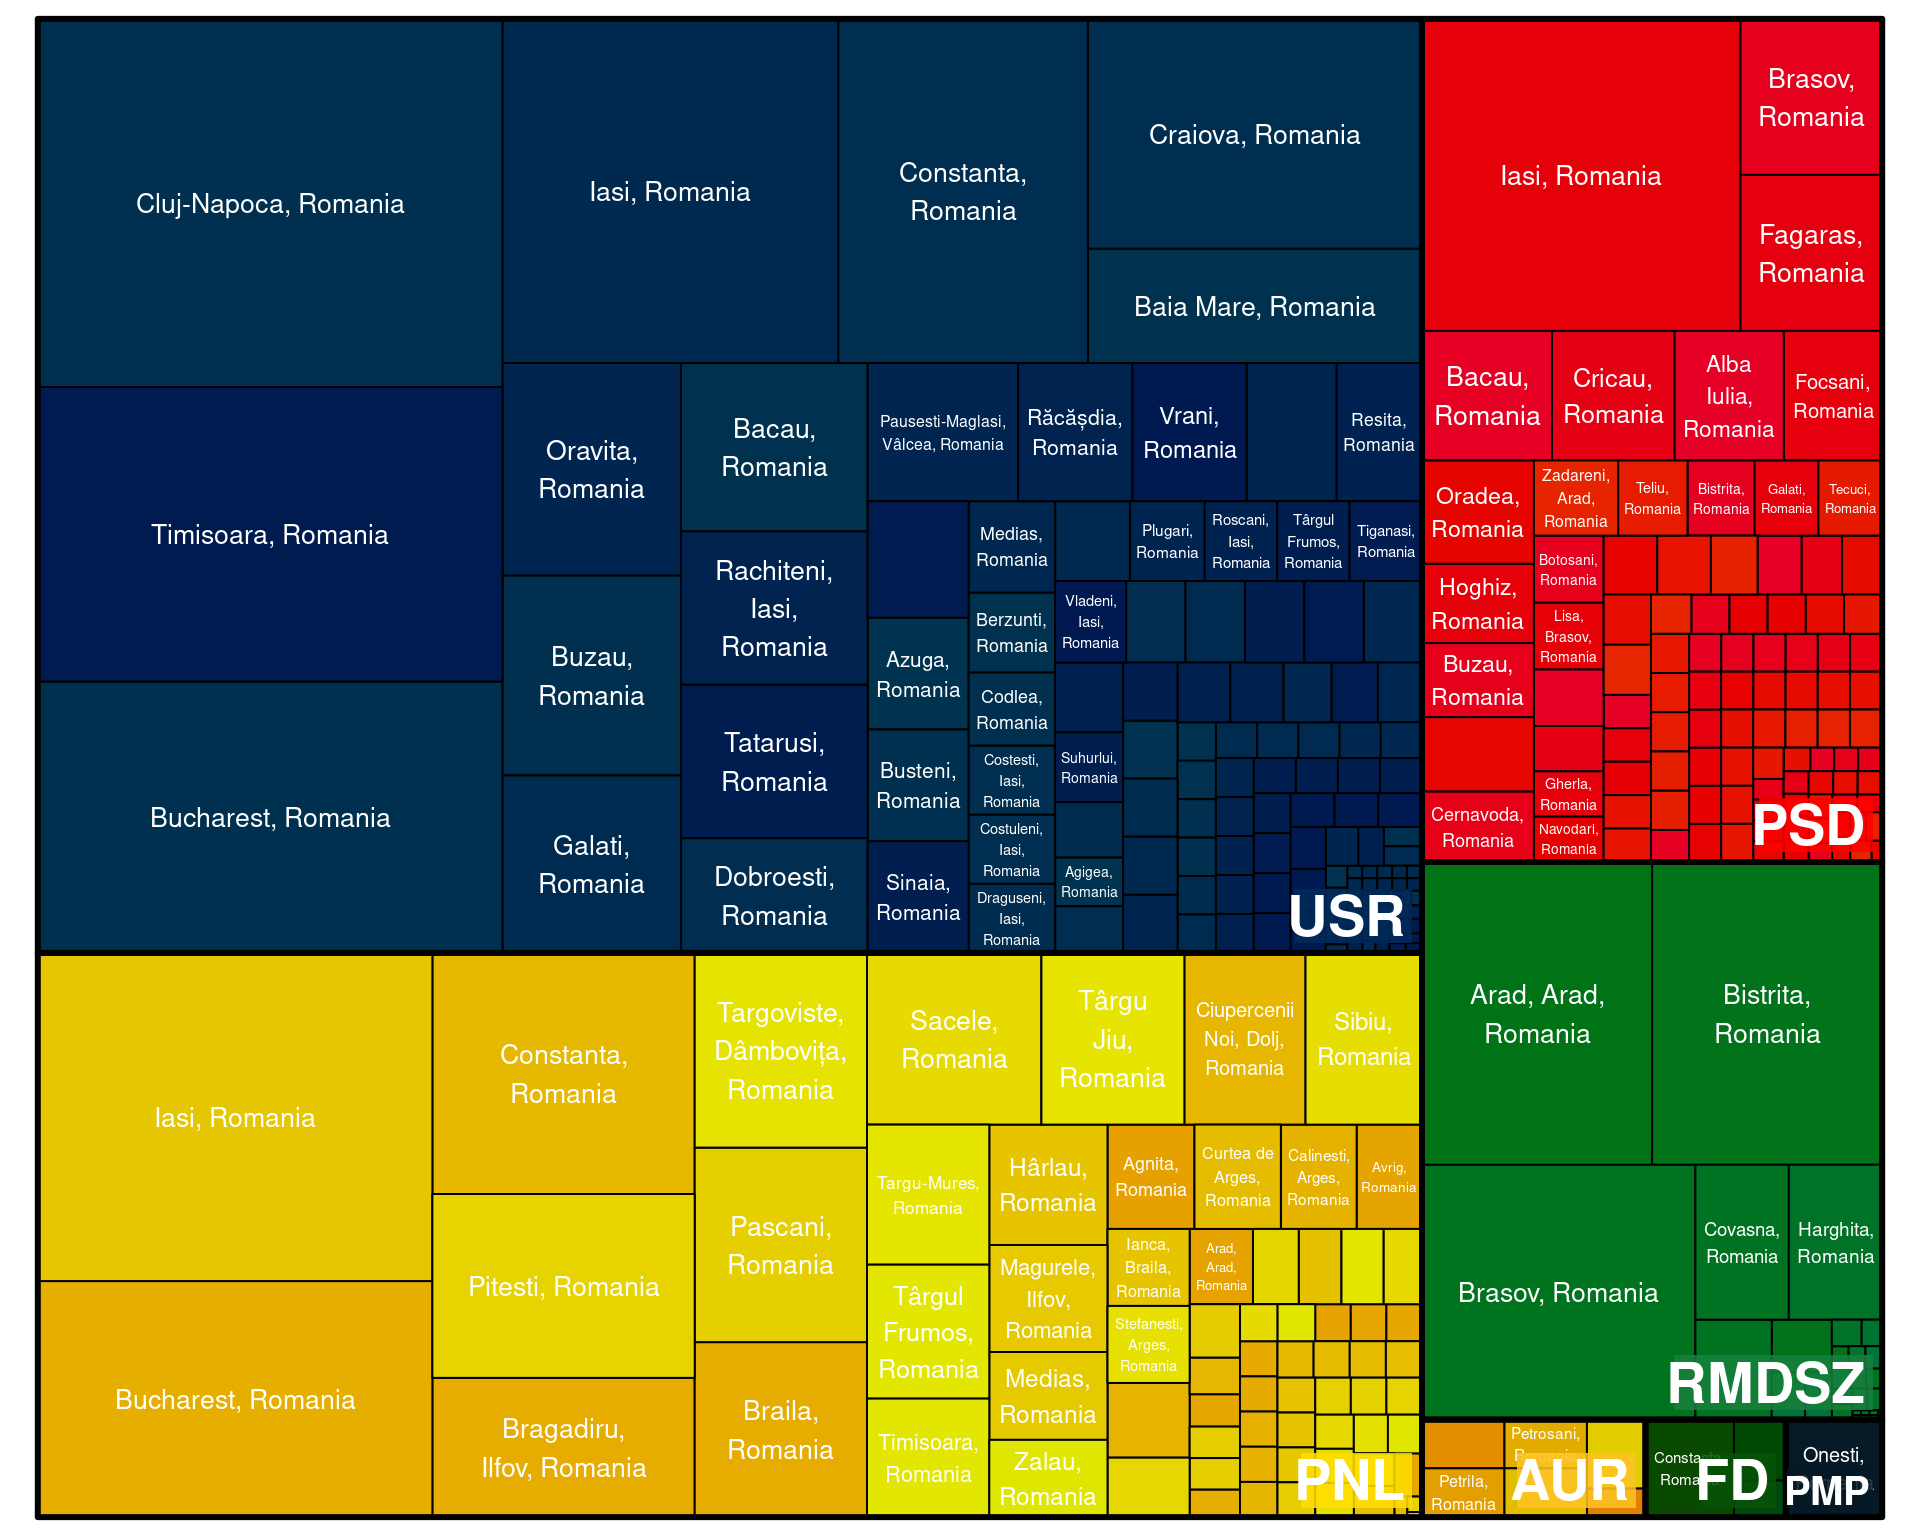 Cluj-Napoca, Romania
Timisoara, Romania
Bucharest, Romania
Iasi, Romania
Constanta,
Romania
Craiova, Romania
Baia Mare, Romania
Oravita,
Romania
Buzau,
Romania
Galati,
Romania
Bacau,
Romania
Rachiteni,
Iasi,
Romania
Tatarusi,
Romania
Dobroesti,
Romania
Pausesti-Maglasi,
Vâlcea, Romania
Răcășdia,
Romania
Vrani,
Romania
Resita,
Romania
Azuga,
Romania
Busteni,
Romania
Sinaia,
Romania
Medias,
Romania
Berzunti,
Romania
Codlea,
Romania
Costesti,
Iasi,
Romania
Costuleni,
Iasi,
Romania
Draguseni,
Iasi,
Romania
Plugari,
Romania
Roscani,
Iasi,
Romania
Târgul
Frumos,
Romania
Tiganasi,
Romania
Vladeni,
Iasi,
Romania
Suhurlui,
Romania
Agigea,
Romania
USR
Iasi, Romania
Brasov,
Romania
Fagaras,
Romania
Bacau,
Romania
Cricau,
Romania
Alba
Iulia,
Romania
Focsani,
Romania
Oradea,
Romania
Hoghiz,
Romania
Buzau,
Romania
Cernavoda,
Romania
Zadareni,
Arad,
Romania
Teliu,
Romania
Bistrita,
Romania
Galati,
Romania
Tecuci,
Romania
Botosani,
Romania
Lisa,
Brasov,
Romania
Gherla,
Romania
Navodari,
Romania
PSD
Iasi, Romania
Bucharest, Romania
Constanta,
Romania
Pitesti, Romania
Bragadiru,
Ilfov, Romania
Targoviste,
Dâmbovița,
Romania
Pascani,
Romania
Braila,
Romania
Sacele,
Romania
Târgu
Jiu,
Romania
Ciupercenii
Noi, Dolj,
Romania
Sibiu,
Romania
Targu-Mures,
Romania
Târgul
Frumos,
Romania
Timisoara,
Romania
Hârlau,
Romania
Magurele,
Ilfov,
Romania
Medias,
Romania
Zalau,
Romania
Agnita,
Romania
Curtea de
Arges,
Romania
Calinesti,
Arges,
Romania
Avrig,
Romania
Ianca,
Braila,
Romania
Arad,
Arad,
Romania
Stefanesti,
Arges,
Romania
PNL
Arad, Arad,
Romania
Bistrita,
Romania
Brasov, Romania
Covasna,
Romania
Harghita,
Romania
RMDSZ
Petrosani,
Romania
Petrila,
Romania
AUR
Constanta,
Romania
FD
Onesti,
PMP